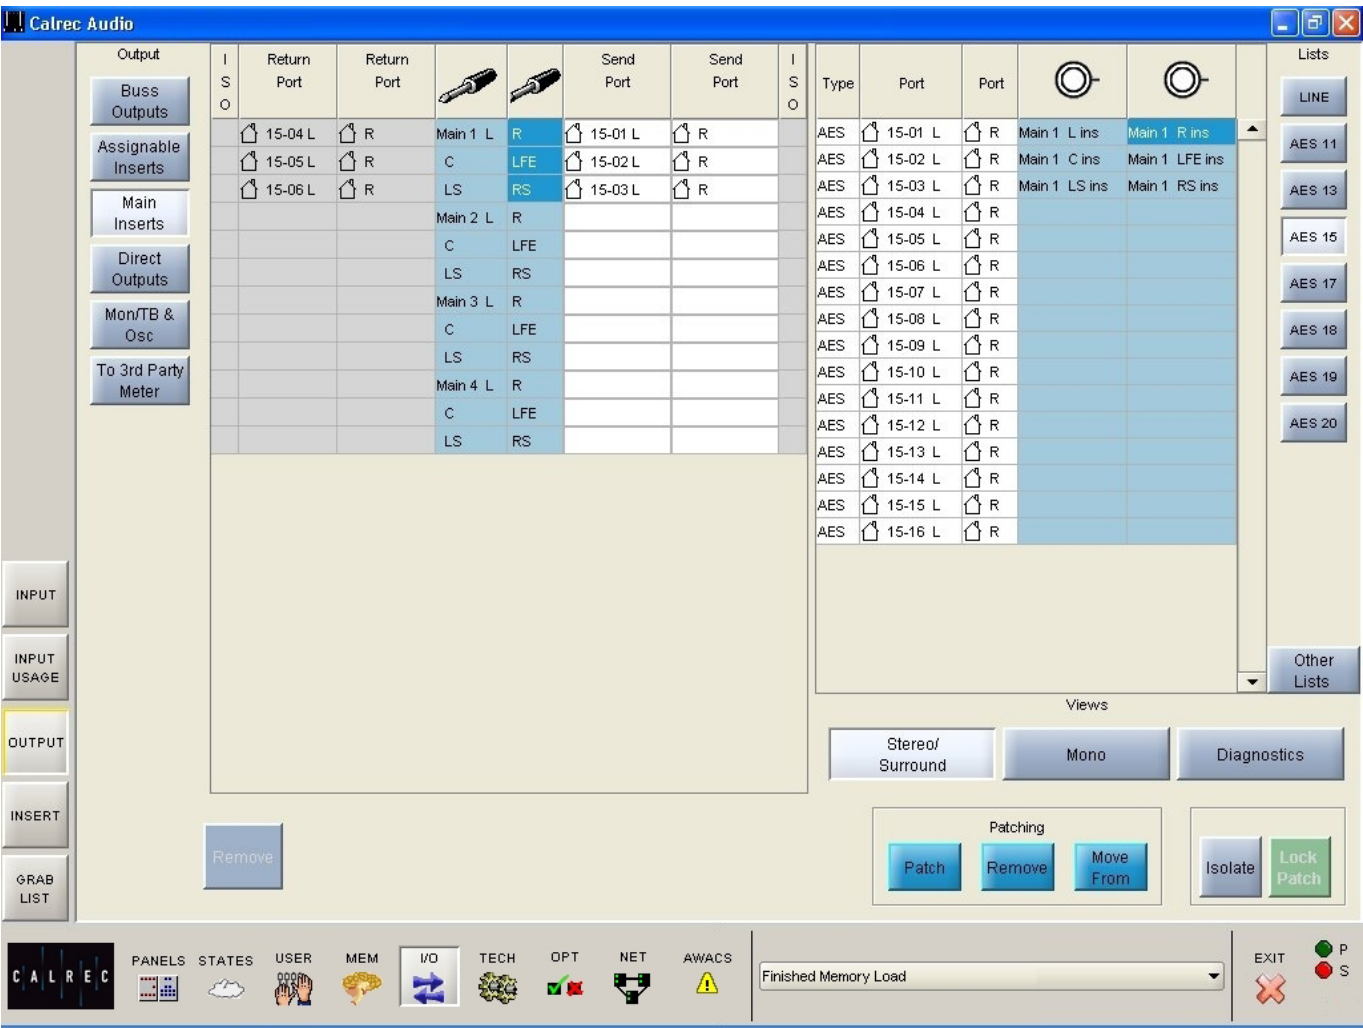 Calrec Audio
Output
Buss
Outputs
Assignable
Inserts
Main
Inserts
Direct
Outputs
Mon/TB &
Osc
To 3rd Party
Meter
INPUT
INPUT
USAGE
OUTPUT
INSERT
GRAB
LIST
I S O Return Port Return Port Send Port Send Port I S O
15-04 L R Main 1 L R 15-01 L R
15-05 L R C LFE 15-02 L R
15-06 L R LS RS 15-03 L R
Main 2 L R
C LFE
LS RS
Main 3 L R
C LFE
LS RS
Main 4 L R
C LFE
LS RS
Remove
Type Port Port
AES 15-01 L R Main 1 L ins Main 1 R ins
AES 15-02 L R Main 1 C ins Main 1 LFE ins
AES 15-03 L R Main 1 LS ins Main 1 RS ins
AES 15-04 L R
AES 15-05 L R
AES 15-06 L R
AES 15-07 L R
AES 15-08 L R
AES 15-09 L R
AES 15-10 L R
AES 15-11 L R
AES 15-12 L R
AES 15-13 L R
AES 15-14 L R
AES 15-15 L R
AES 15-16 L R
Lists
LINE
AES 11
AES 13
AES 15
AES 17
AES 18
AES 19
AES 20
Other
Lists
Views
Stereo/
Surround
Mono
Diagnostics
Patching
Patch
Remove
Move
From
Isolate
Lock
Patch
CALREC
PANELS STATES USER MEM I/O TECH OPT NET AWACS
Finished Memory Load
EXIT
P
S